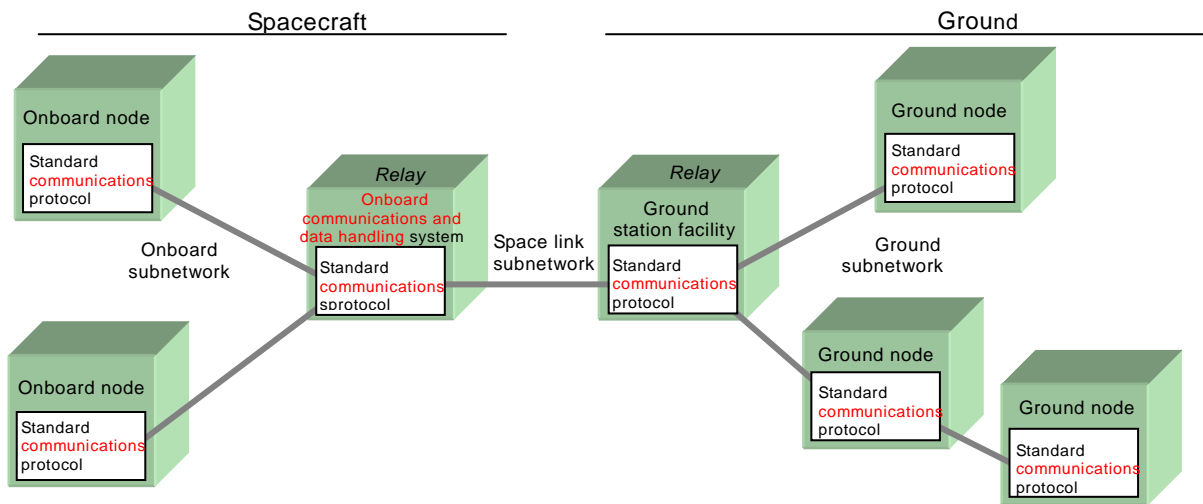 Spacecraft
Ground
Onboard node
Standard
communications
protocol
Onboard
subnetwork
Onboard node
Standard
communications
protocol
Relay
Onboard
communications and
data handling system
Standard
communications
sprotocol
Space link
subnetwork
Relay
Ground
station facility
Standard
communications
protocol
Ground node
Standard
communications
protocol
Ground
subnetwork
Ground node
Standard
communications
protocol
Ground node
Standard
communications
protocol